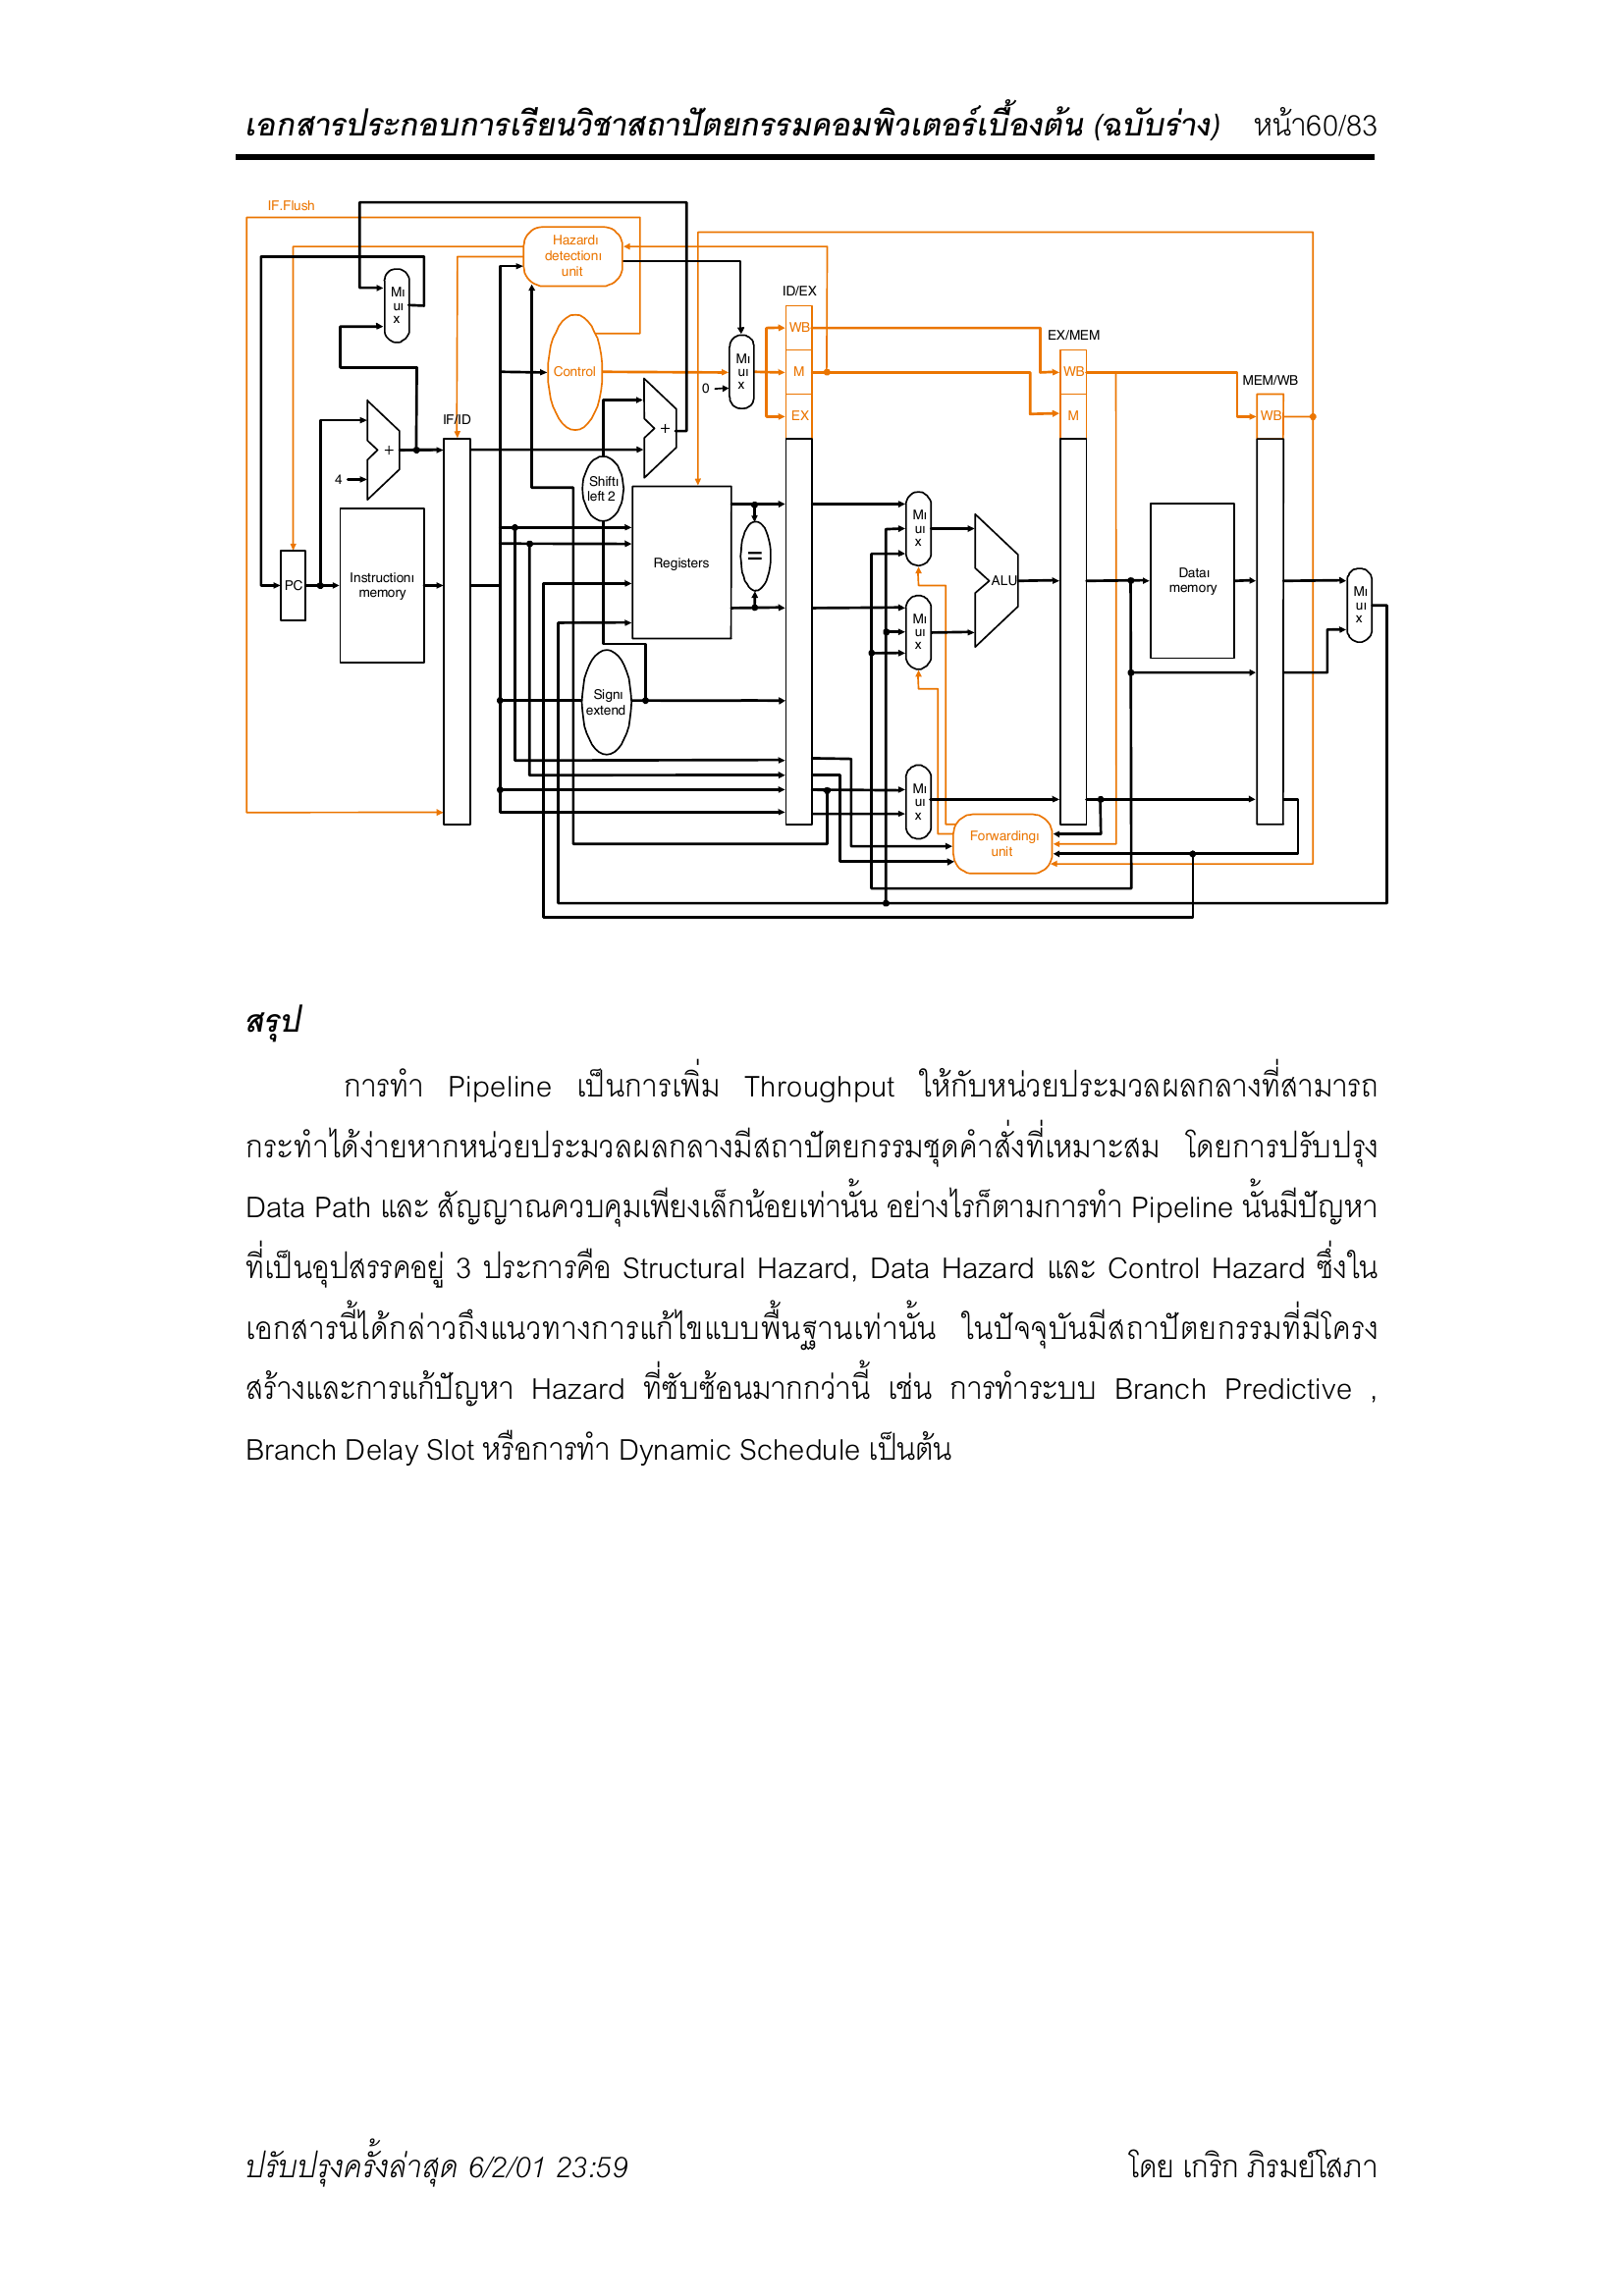 เอกสารประกอบการเรียนวิชาสถาปัตยกรรมคอมพิวเตอร์เบื้องต้น (ฉบับร่าง) หน้า60/83
IF.Flush
Hazardı
detectionı
unit
Mı
uı
x
ID/EX
WB
EX/MEM
Control
Mı
uı
x
0
M
WB
MEM/WB
EX
M
WB
IF/ID
+
+
4
Shiftı
left 2
Mı
uı
x
Registers
=
PC
Instructionı
memory
ALU
Dataı
memory
Mı
uı
x
Mı
uı
x
Signı
extend
Mı
uı
x
Forwardingı
unit
สรุป
การทำ Pipeline เป็นการเพิ่ม Throughput ให้กับหน่วยประมวลผลกลางที่สามารถ
กระทำได้ง่ายหากหน่วยประมวลผลกลางมีสถาปัตยกรรมชุดคำสั่งที่เหมาะสม โดยการปรับปรุง
Data Path และ สัญญาณควบคุมเพียงเล็กน้อยเท่านั้น อย่างไรก็ตามการทำ Pipeline นั้นมีปัญหา
ที่เป็นอุปสรรคอยู่ 3 ประการคือ Structural Hazard, Data Hazard และ Control Hazard ซึ่งใน
เอกสารนี้ได้กล่าวถึงแนวทางการแก้ไขแบบพื้นฐานเท่านั้น ในปัจจุบันมีสถาปัตยกรรมที่มีโครง
สร้างและการแก้ปัญหา Hazard ที่ซับซ้อนมากกว่านี้ เช่น การทำระบบ Branch Predictive ,
Branch Delay Slot หรือการทำ Dynamic Schedule เป็นต้น
ปรับปรุงครั้งล่าสุด 6/2/01 23:59
โดย เกริก ภิรมย์โสภา